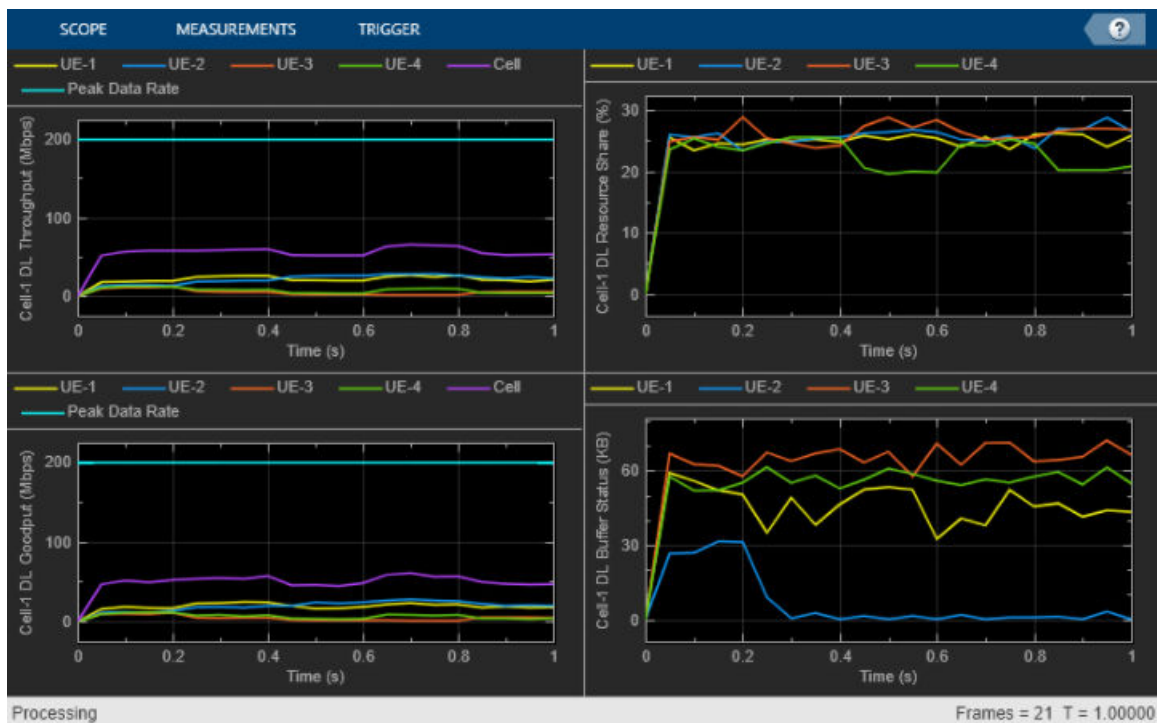 SCOPE MEASUREMENTS TRIGGER ?
UE-1 UE-2 UE-3 UE-4 Cell
Peak Data Rate
Cell-1 DL Throughput (Mbps)
200
100
0
0 0.2 0.4 0.6 0.8 1
Time (s)
UE-1 UE-2 UE-3 UE-4
Cell-1 DL Resource Share (%)
30
20
10
0
0 0.2 0.4 0.6 0.8 1
Time (s)
UE-1 UE-2 UE-3 UE-4 Cell
Peak Data Rate
Cell-1 DL Goodput (Mbps)
200
100
0
0 0.2 0.4 0.6 0.8 1
Time (s)
UE-1 UE-2 UE-3 UE-4
Cell-1 DL Buffer Status (KB)
60
30
0
0 0.2 0.4 0.6 0.8 1
Time (s)
Processing Frames = 21 T = 1.00000